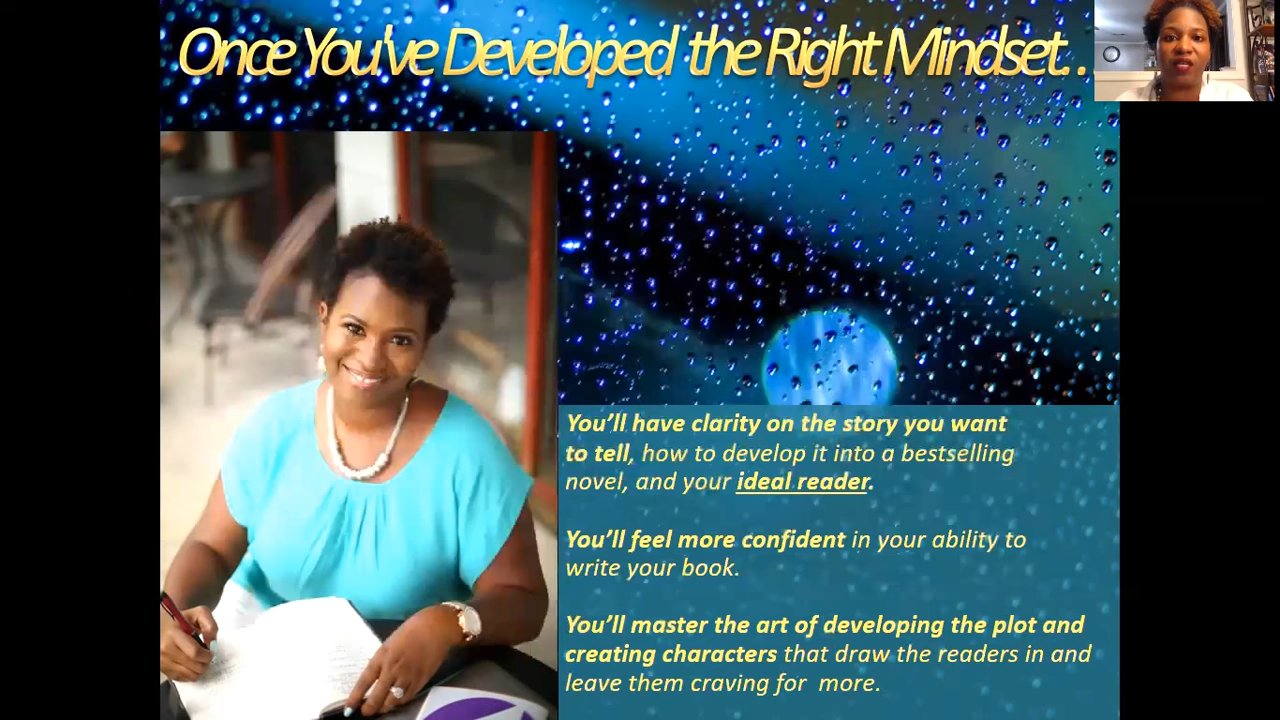 Once You've Developed the Right Mindset...
You'll have clarity on the story you want
to tell, how to develop it into a bestselling
novel, and your ideal reader.
You'll feel more confident in your ability to
write your book.
You'll master the art of developing the plot and
creating characters that draw the readers in and
leave them craving for more.